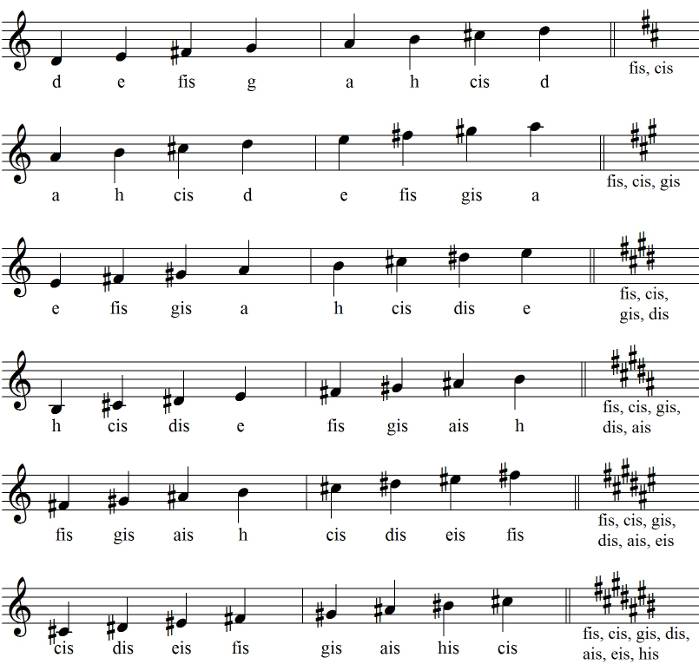 d e fis g a h cis d
fis, cis
a h cis d e fis gis a
fis, cis, gis
e fis gis a h cis dis e
fis, cis,
gis, dis
h cis dis e fis gis ais h
fis, cis, gis,
dis, ais
fis gis ais h cis dis eis fis
fis, cis, gis,
dis, ais, eis
cis dis eis fis gis ais his cis
fis, cis, gis, dis,
ais, eis, his